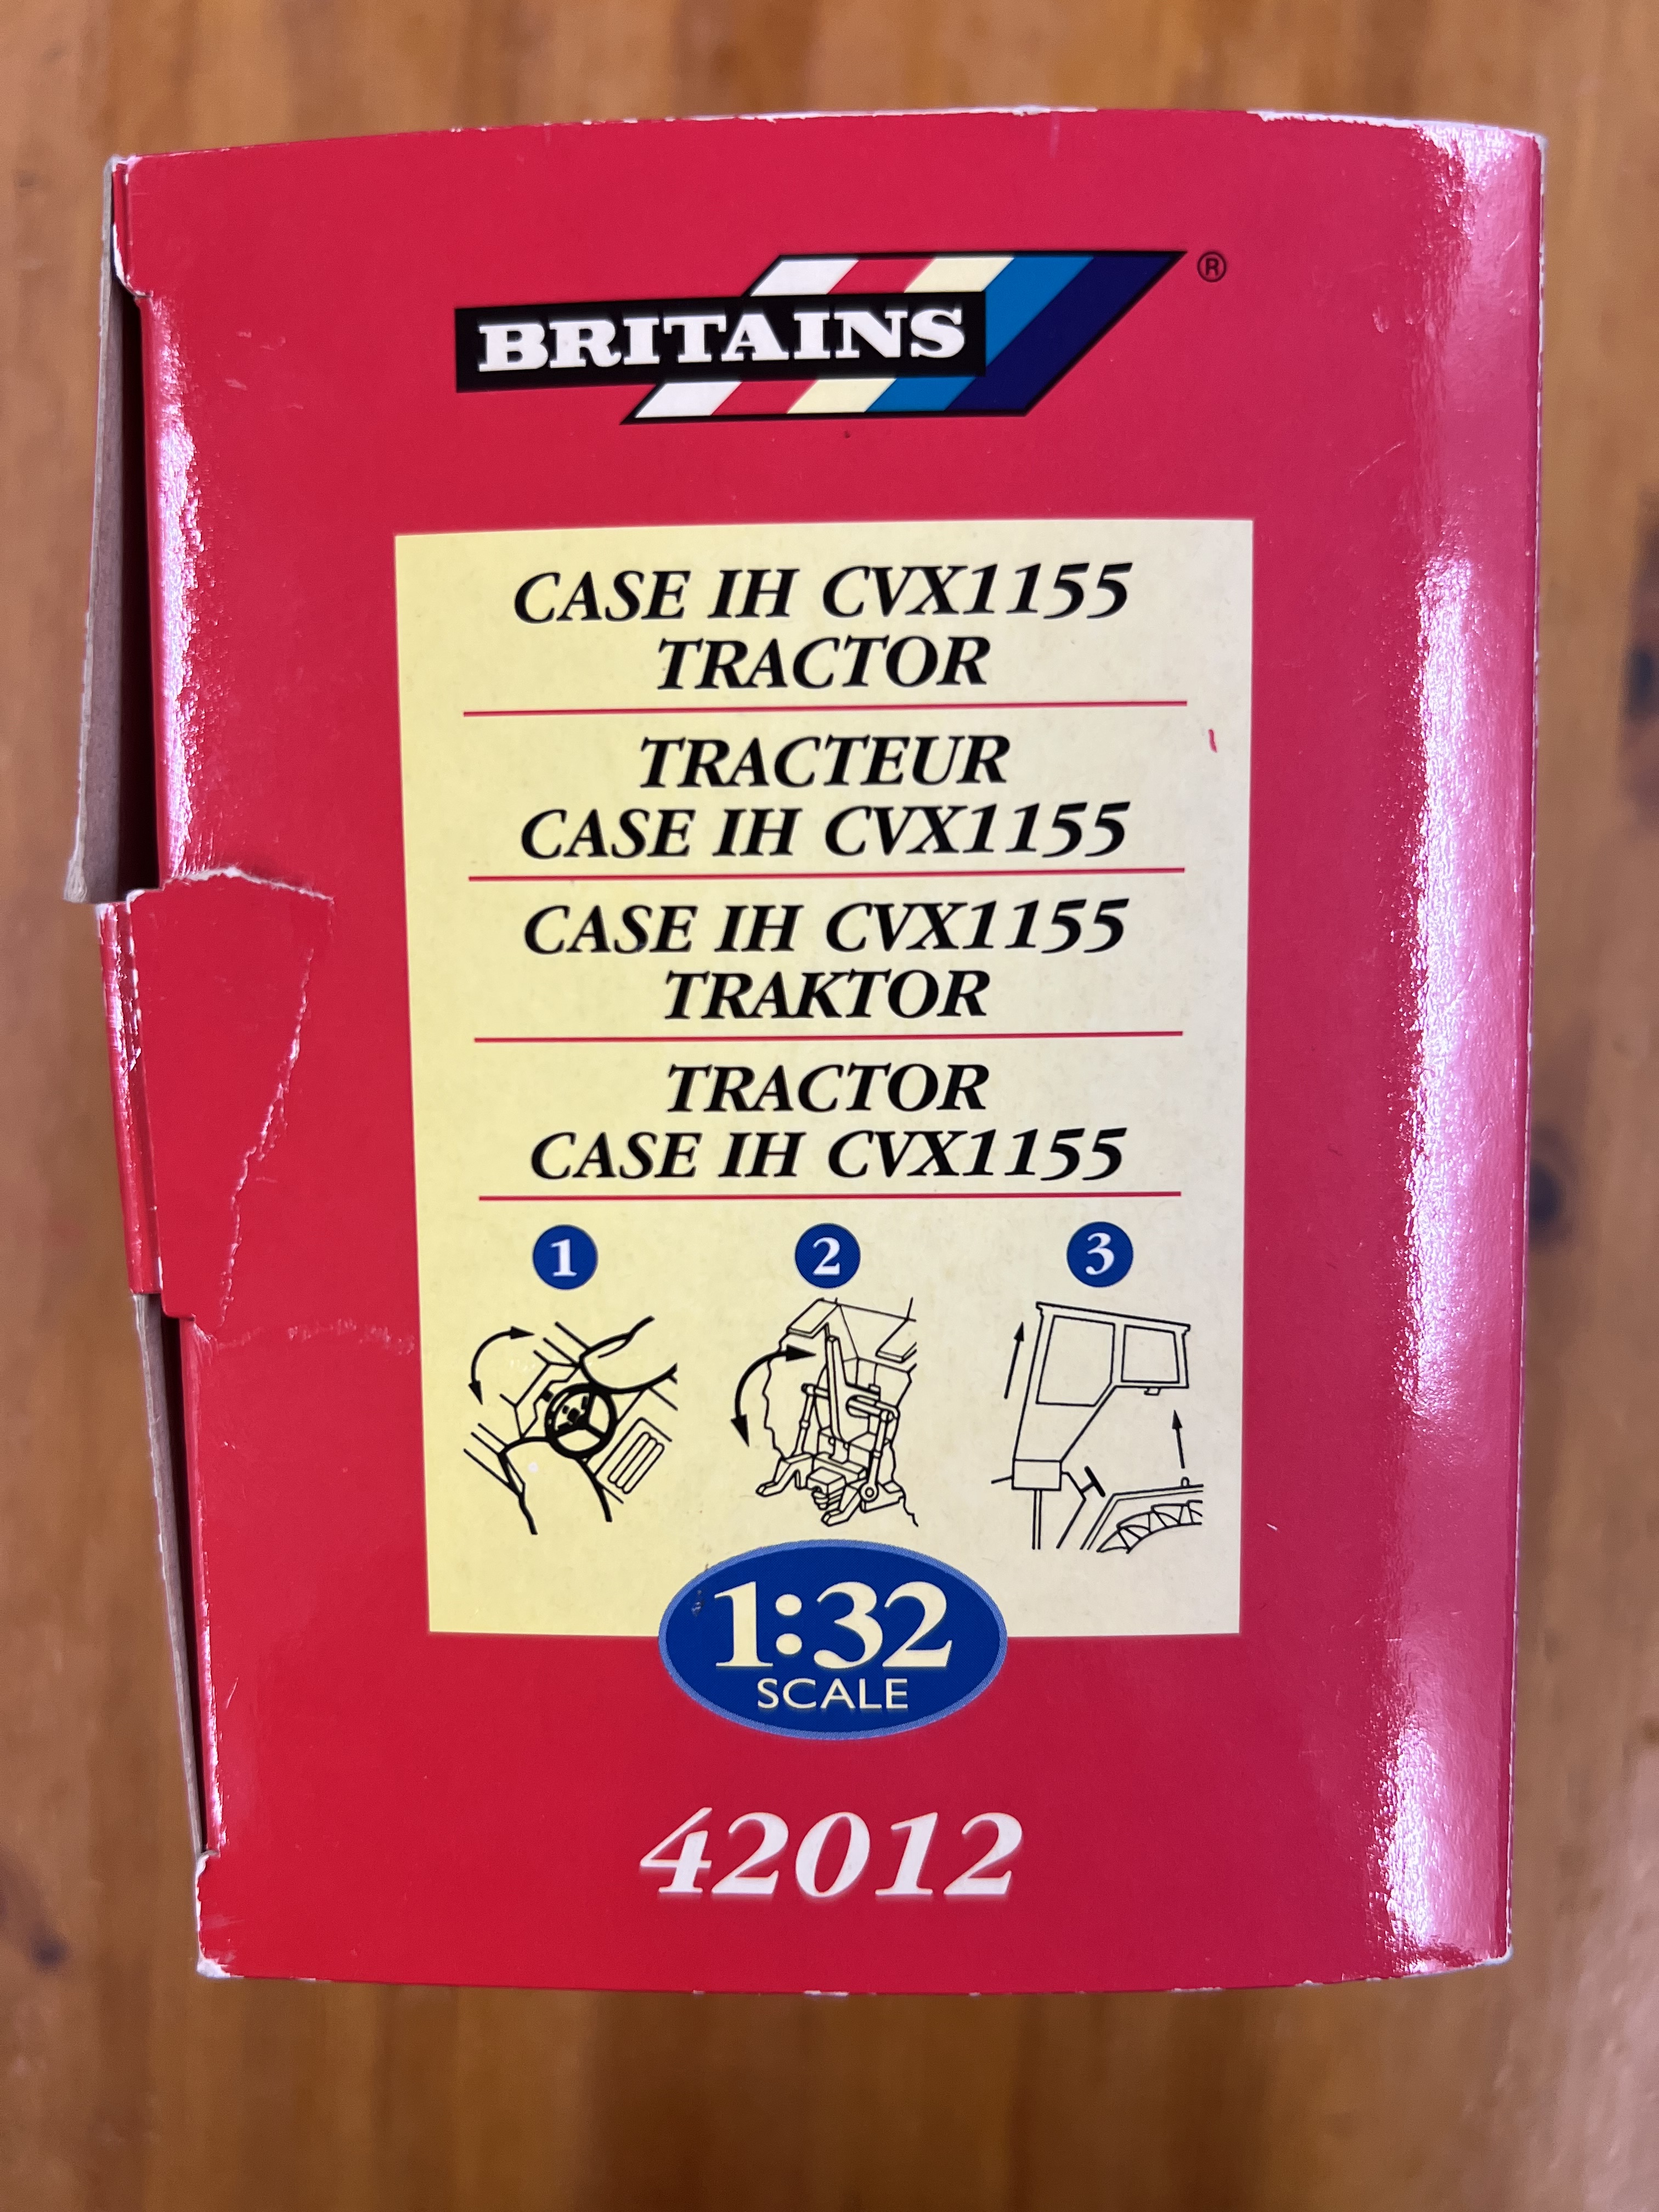 BRITAINS ®
CASE IH CVX1155
TRACTOR
TRACTEUR
CASE IH CVX1155
CASE IH CVX1155
TRAKTOR
TRACTOR
CASE IH CVX1155
1 2 3
1:32
SCALE
42012